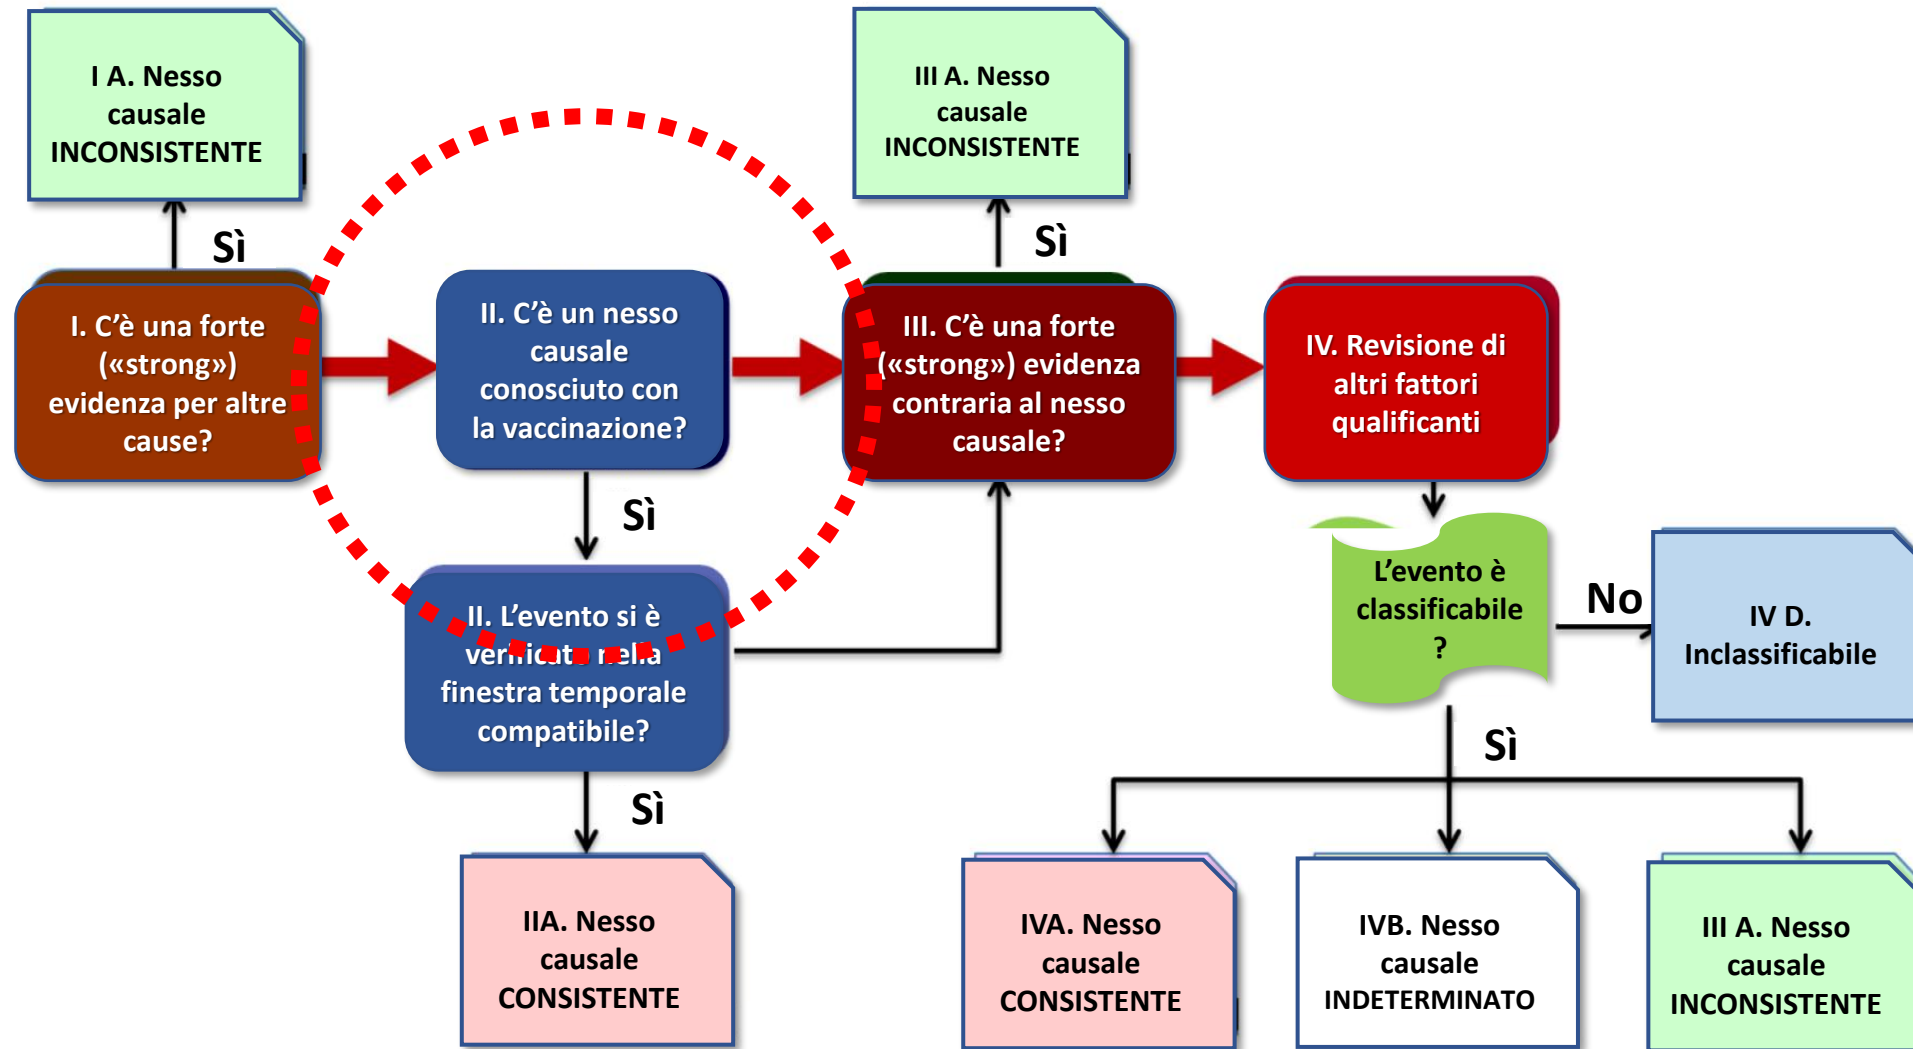 I A. Nesso
causale
INCONSISTENTE
III A. Nesso
causale
INCONSISTENTE
Sì
Sì
I. C'è una forte
(«strong»)
evidenza per altre
cause?
II. C'è un nesso
causale
conosciuto con
la vaccinazione?
III. C'è una forte
(«strong») evidenza
contraria al nesso
causale?
IV. Revisione di
altri fattori
qualificanti
Sì
II. L'evento si è
verificato nella
finestra temporale
compatibile?
L'evento è
classificabile
?
No
IV D.
Inclassificabile
Sì
Sì
IIA. Nesso
causale
CONSISTENTE
IVA. Nesso
causale
CONSISTENTE
IVB. Nesso
causale
INDETERMINATO
III A. Nesso
causale
INCONSISTENTE